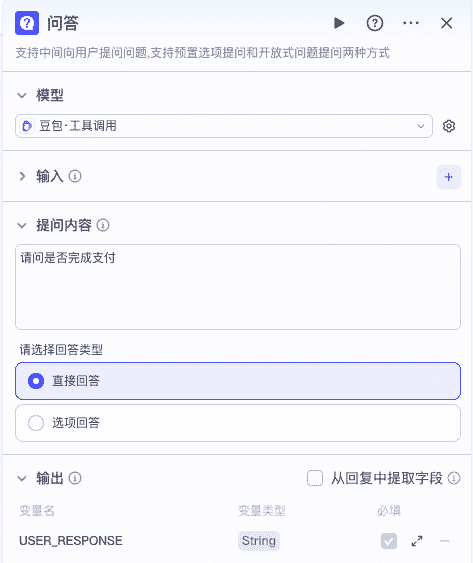 问答
支持中间向用户提问问题,支持预置选项提问和开放式问题提问两种方式
模型
豆包·工具调用
输入
提问内容
请问是否完成支付
请选择回答类型
直接回答
选项回答
输出 从回复中提取字段
变量名 变量类型 必填
USER_RESPONSE String